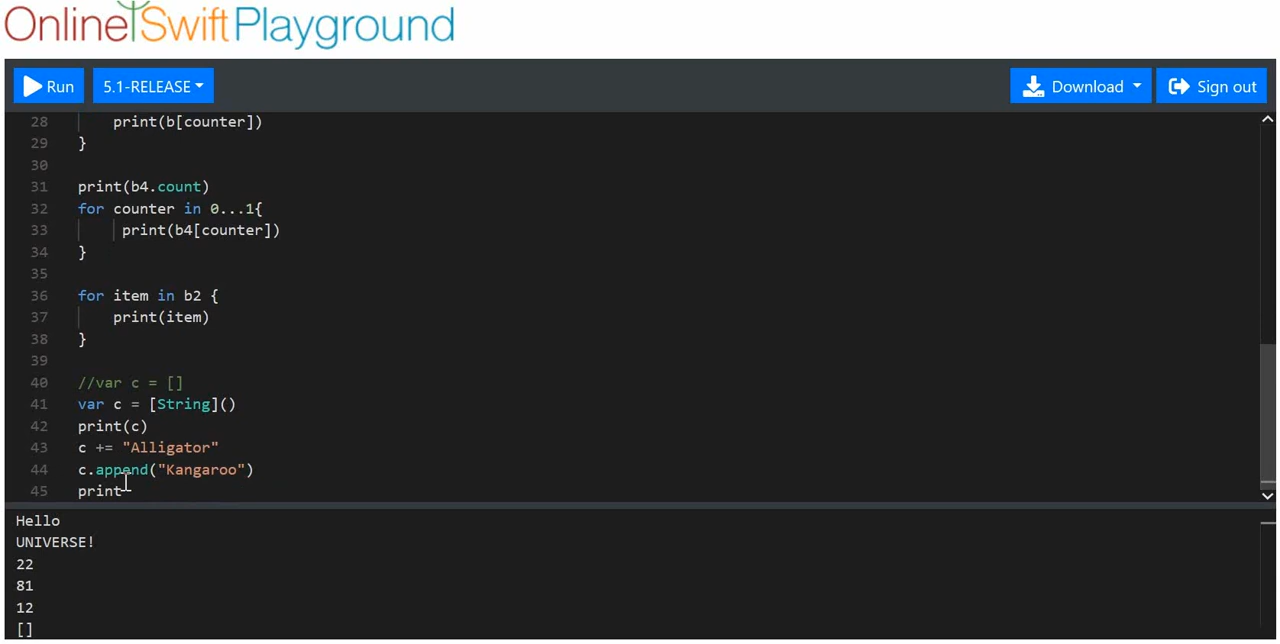 Online Swift Playground
Run 5.1-RELEASE Download Sign out
28 print(b[counter])
29 }
30
31 print(b4.count)
32 for counter in 0...1{
33 print(b4[counter])
34 }
35
36 for item in b2 {
37 print(item)
38 }
39
40 //var c = []
41 var c = [String]()
42 print(c)
43 c += "Alligator"
44 c.append("Kangaroo")
45 print
Hello
UNIVERSE!
22
81
12
[]